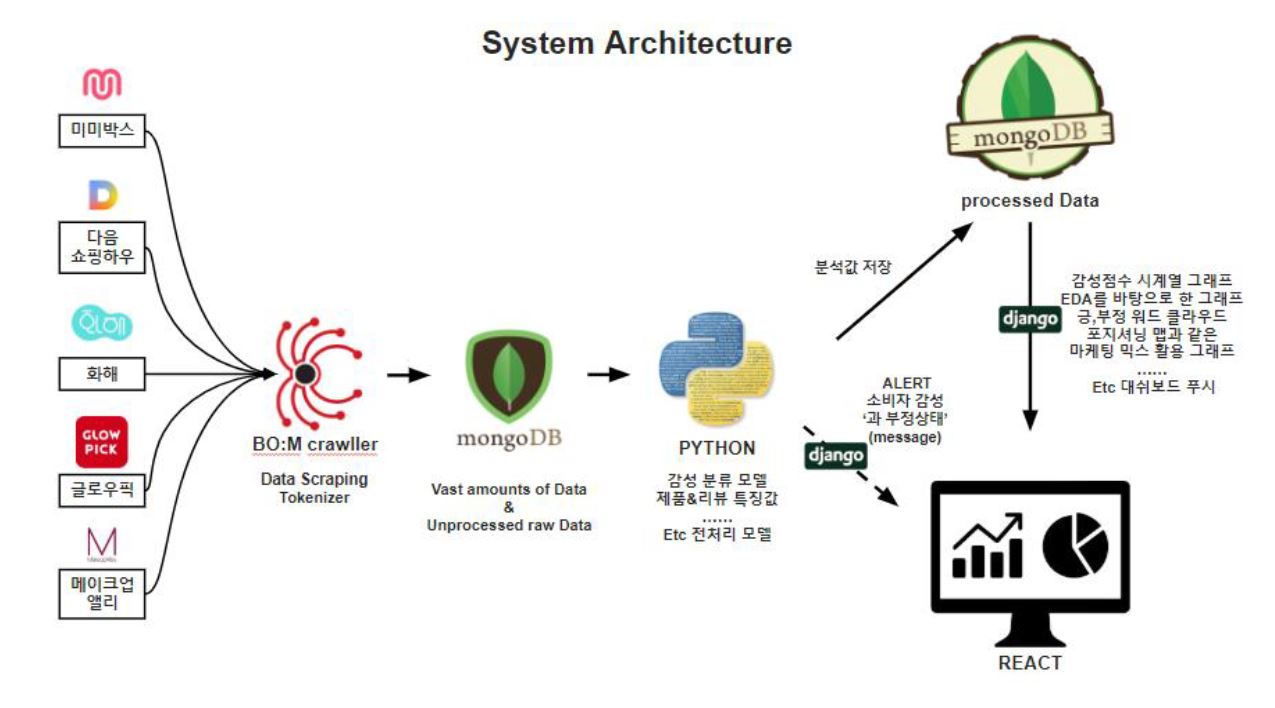 System Architecture
미미박스
다음
쇼핑하우
화해
GLOW
PICK
글로우픽
메이크업
앨리
BO:M crawller
Data Scraping
Tokenizer
mongoDB
Vast amounts of Data
&
Unprocessed raw Data
PYTHON
감성 분류 모델
제품&리뷰 특징값
......
Etc 전처리 모델
분석값 저장
mongoDB
processed Data
django
감성점수 시계열 그래프
EDA를 바탕으로 한 그래프
긍,부정 워드 클라우드
포지셔닝 맵과 같은
마케팅 믹스 활용 그래프
......
Etc 대쉬보드 푸시
ALERT
소비자 감성
‘과 부정상태’
(message)
django
REACT